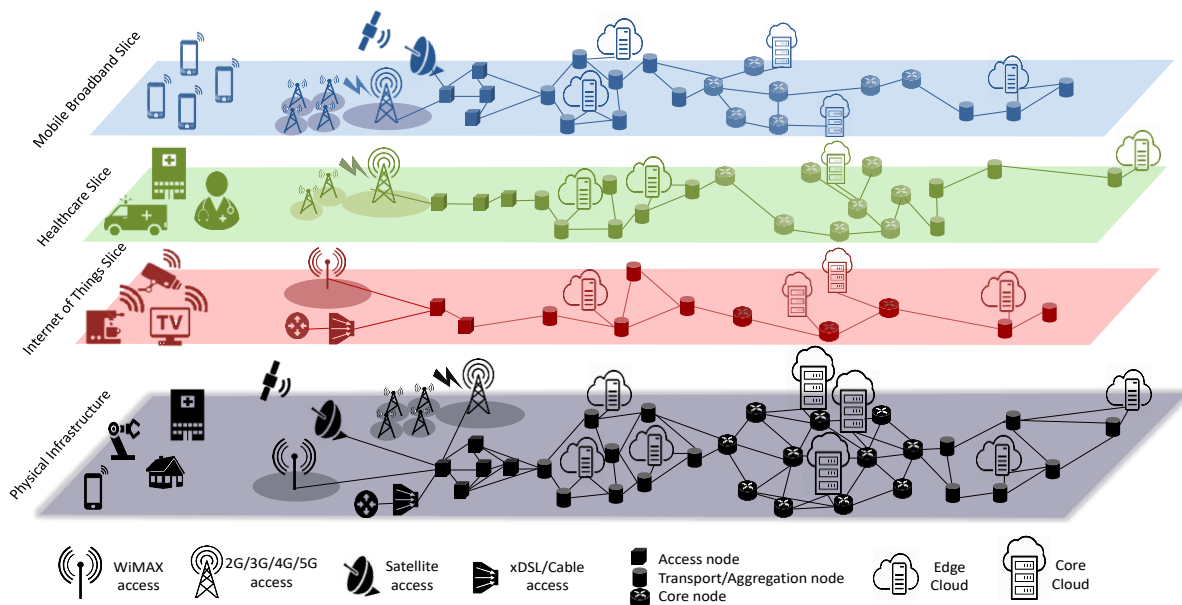 Mobile Broadband Slice
Healthcare Slice
Internet of Things Slice
TV
Physical Infrastructure
WiMAX
access
2G/3G/4G/5G
access
Satellite
access
xDSL/Cable
access
Access node
Transport/Aggregation node
Core node
Edge
Cloud
Core
Cloud